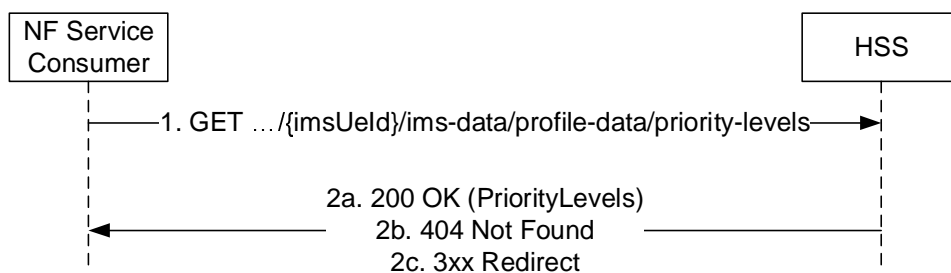 NF Service
Consumer
HSS
1. GET …/{imsUeId}/ims-data/profile-data/priority-levels
2a. 200 OK (PriorityLevels)
2b. 404 Not Found
2c. 3xx Redirect